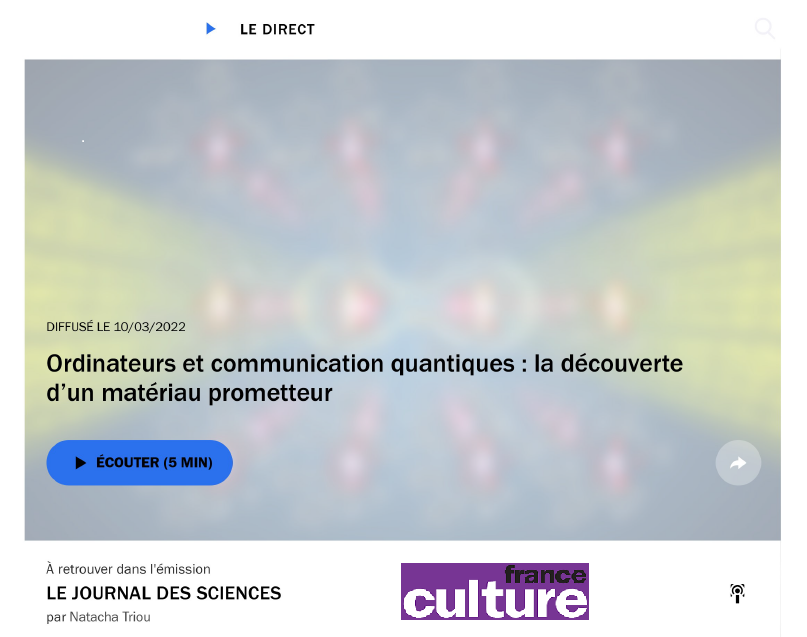 LE DIRECT
DIFFUSÉ LE 10/03/2022
Ordinateurs et communication quantiques : la découverte
d’un matériau prometteur
ÉCOUTER (5 MIN)
À retrouver dans l'émission
LE JOURNAL DES SCIENCES
par Natacha Triou
france
culture